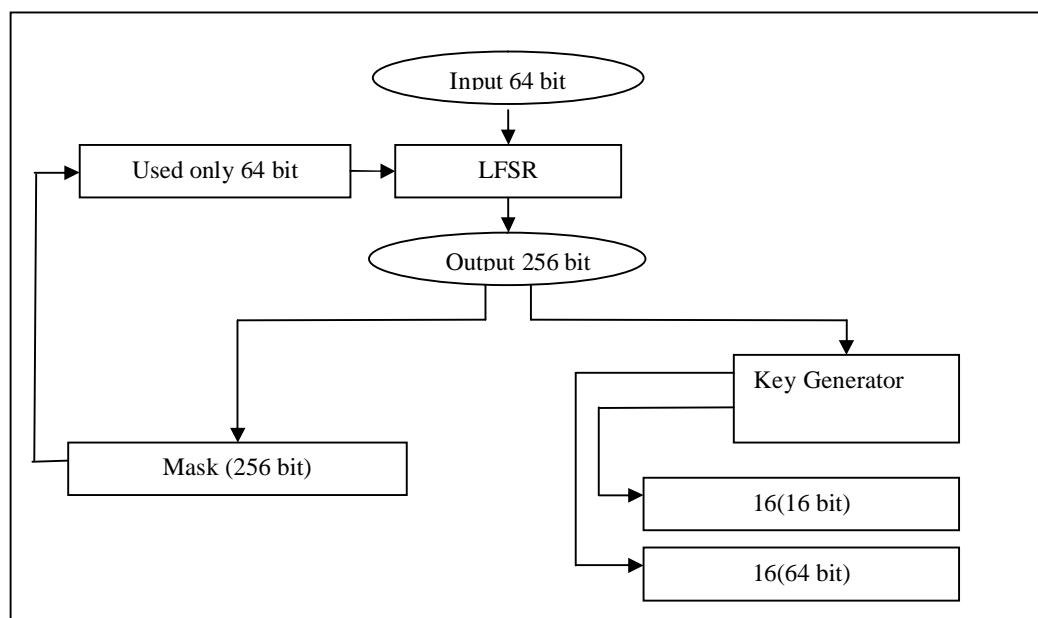 Input 64 bit
Used only 64 bit
LFSR
Output 256 bit
Key Generator
Mask (256 bit)
16(16 bit)
16(64 bit)